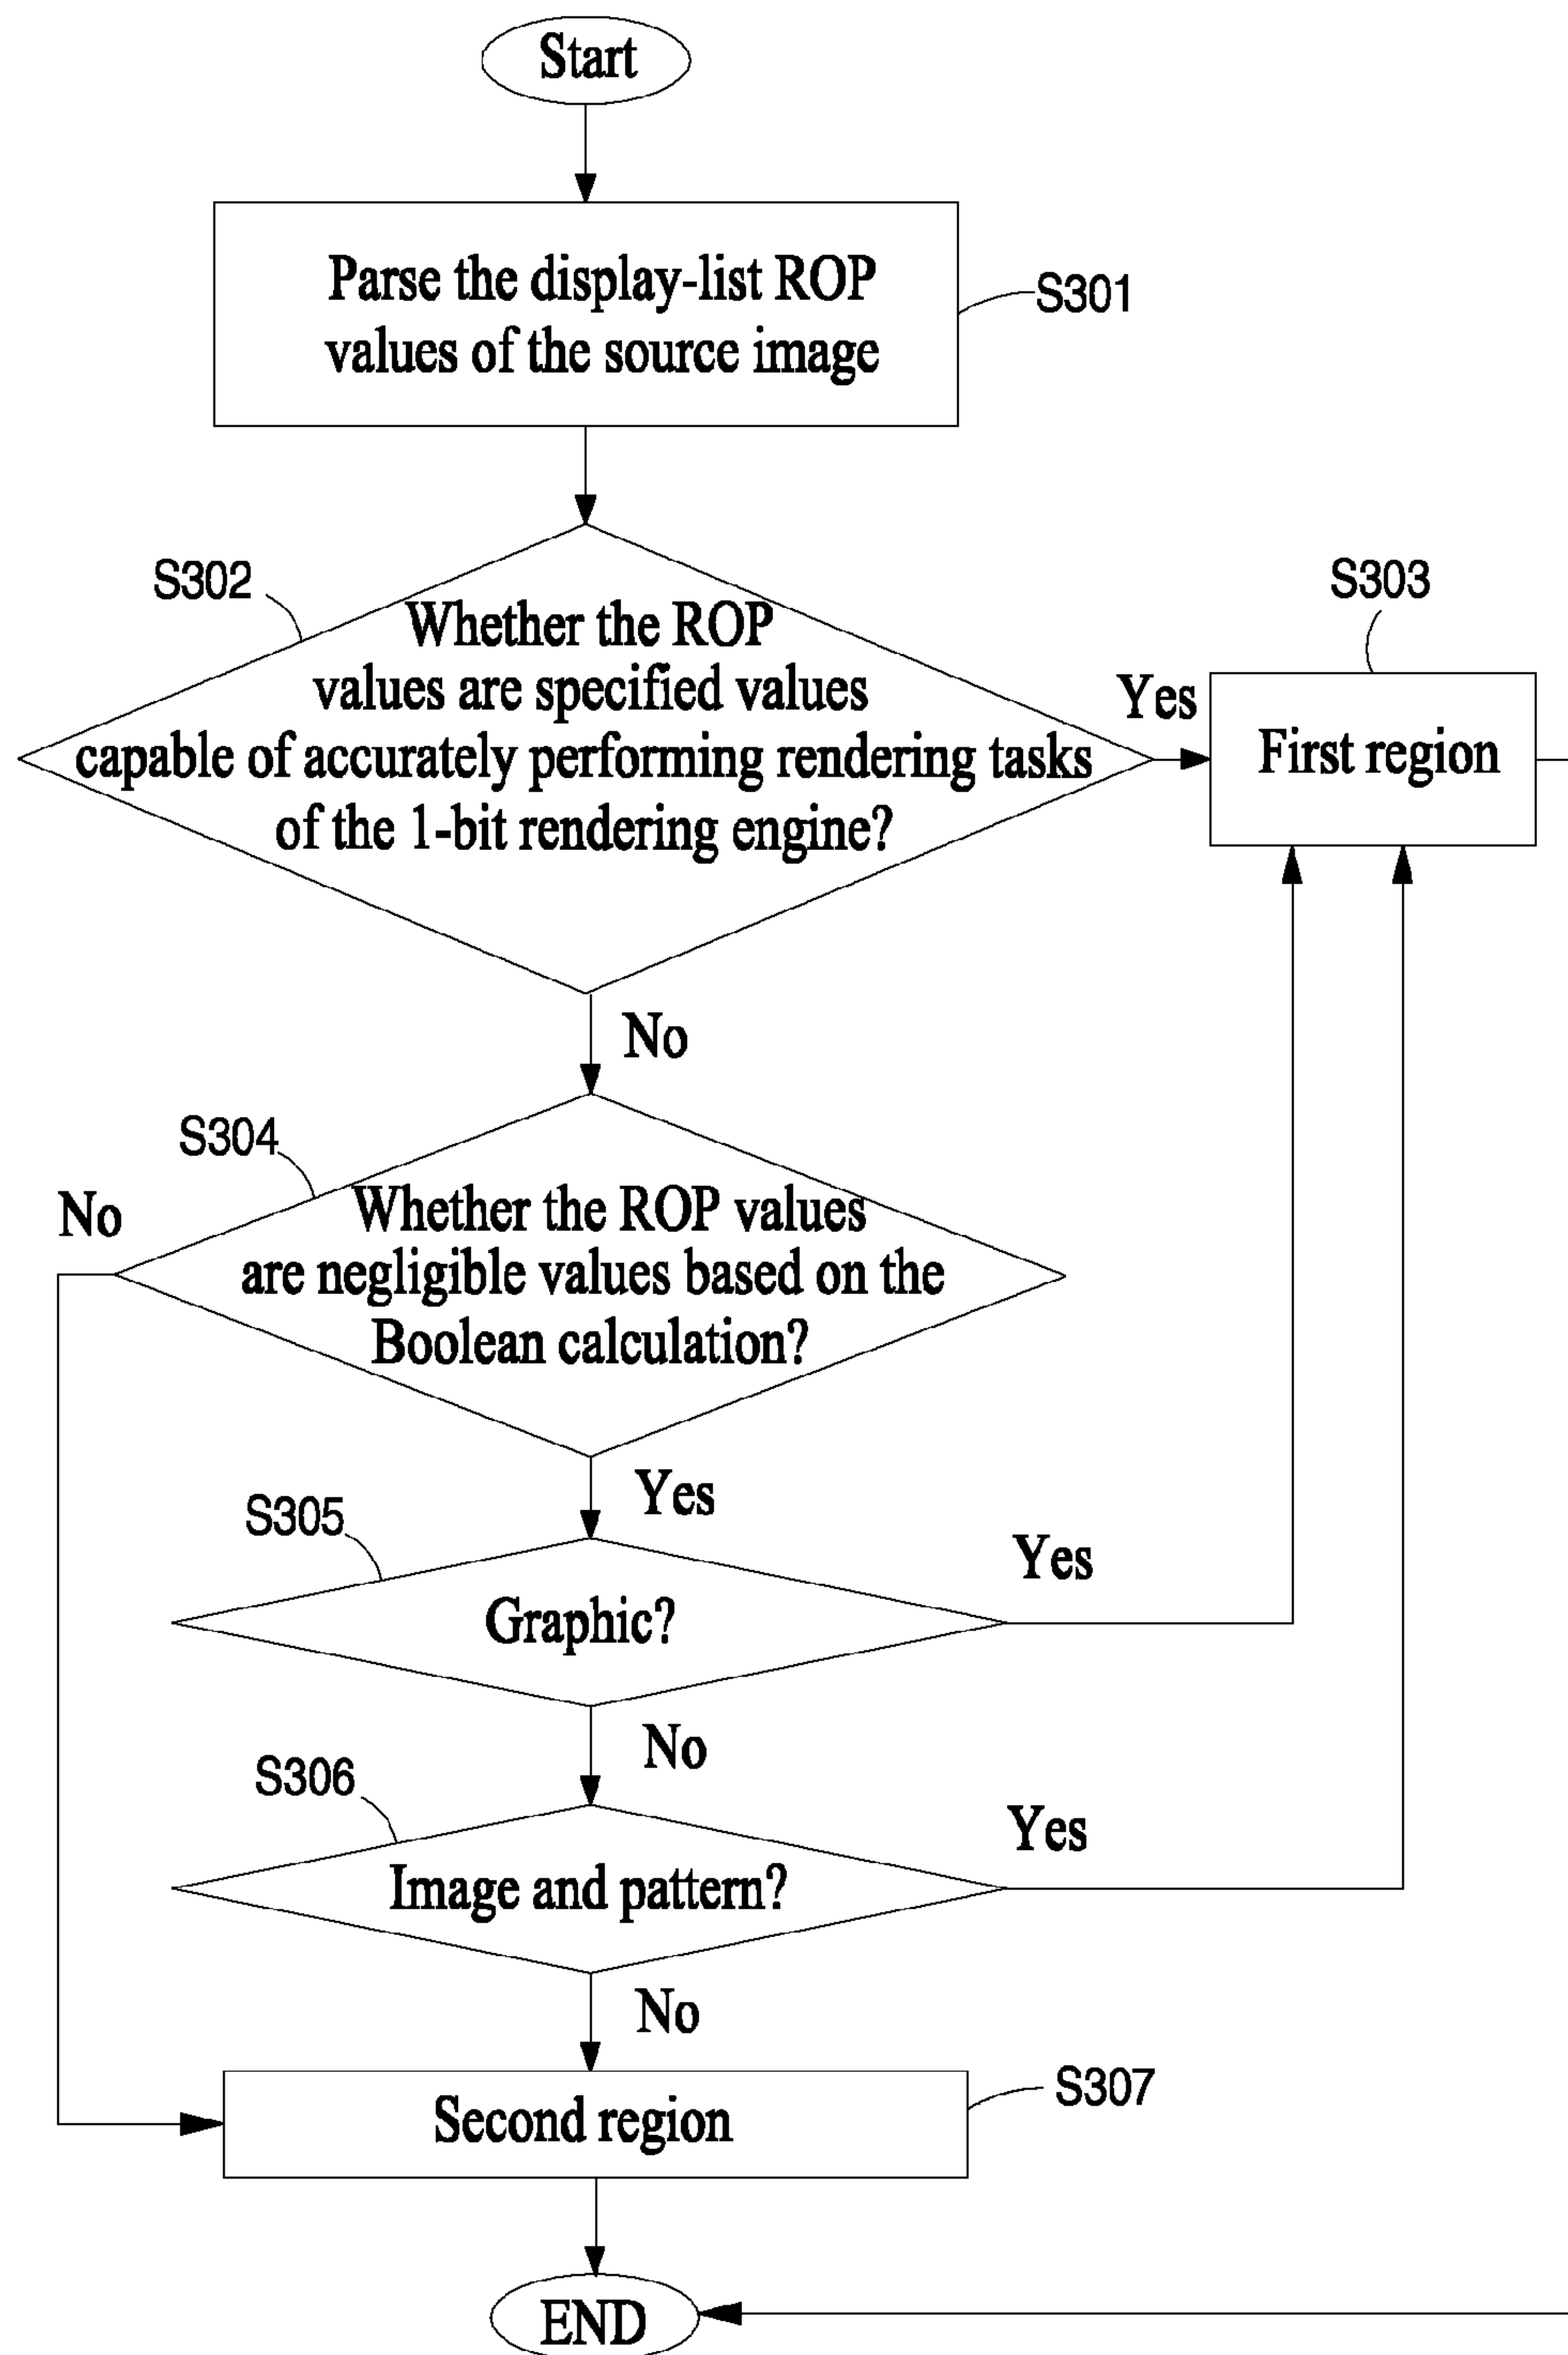 Start
Parse the display-list ROP
values of the source image
S301
S302
Whether the ROP
values are specified values
capable of accurately performing rendering tasks
of the 1-bit rendering engine?
Yes
S303
First region
No
S304
No
Whether the ROP values
are negligible values based on the
Boolean calculation?
Yes
S305
Graphic?
Yes
No
S306
Image and pattern?
Yes
No
Second region
S307
END